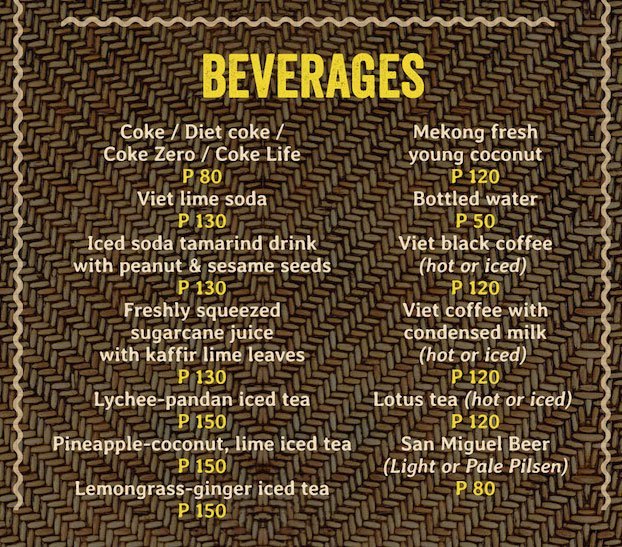 BEVERAGES
Coke / Diet coke /
Coke Zero / Coke Life
P 80
Viet lime soda
P 130
Iced soda tamarind drink
with peanut & sesame seeds
P 130
Freshly squeezed
sugarcane juice
with kaffir lime leaves
P 130
Lychee-pandan iced tea
P 150
Pineapple-coconut, lime iced tea
P 150
Lemongrass-ginger iced tea
P 150
Mekong fresh
young coconut
P 120
Bottled water
P 50
Viet black coffee
(hot or iced)
P 120
Viet coffee with
condensed milk
(hot or iced)
P 120
Lotus tea (hot or iced)
P 120
San Miguel Beer
(Light or Pale Pilsen)
P 80